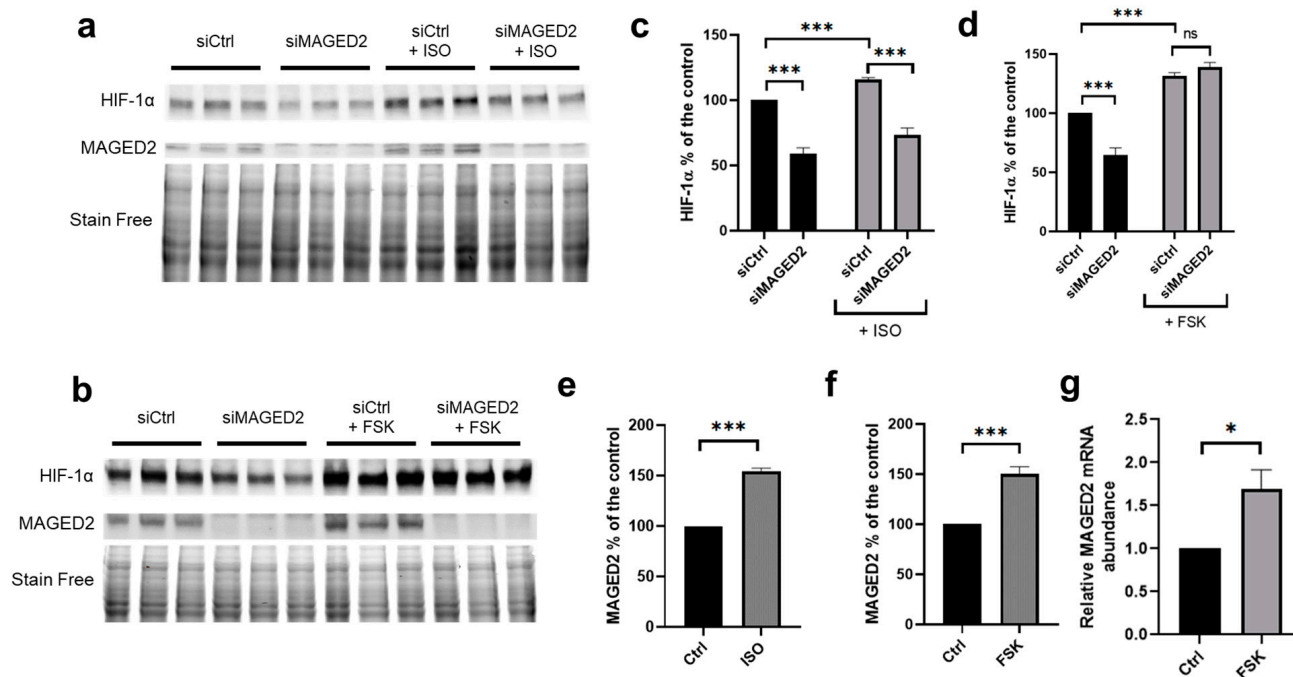 a
siCtrl
siMAGED2
siCtrl
+ ISO
siMAGED2
+ ISO
HIF-1α
MAGED2
Stain Free
c
HIF-1α % of the control
150
100
50
0
***
***
***
siCtrl
siMAGED2
siCtrl
siMAGED2
+ ISO
d
HIF-1α % of the control
150
100
50
0
***
***
ns
siCtrl
siMAGED2
siCtrl
siMAGED2
+ FSK
b
siCtrl
siMAGED2
siCtrl
+ FSK
siMAGED2
+ FSK
HIF-1α
MAGED2
Stain Free
e
MAGED2 % of the control
200
150
100
50
0
***
Ctrl
ISO
f
MAGED2 % of the control
200
150
100
50
0
***
Ctrl
FSK
g
Relative MAGED2 mRNA
abundance
2.5
2.0
1.5
1.0
0.5
0.0
*
Ctrl
FSK